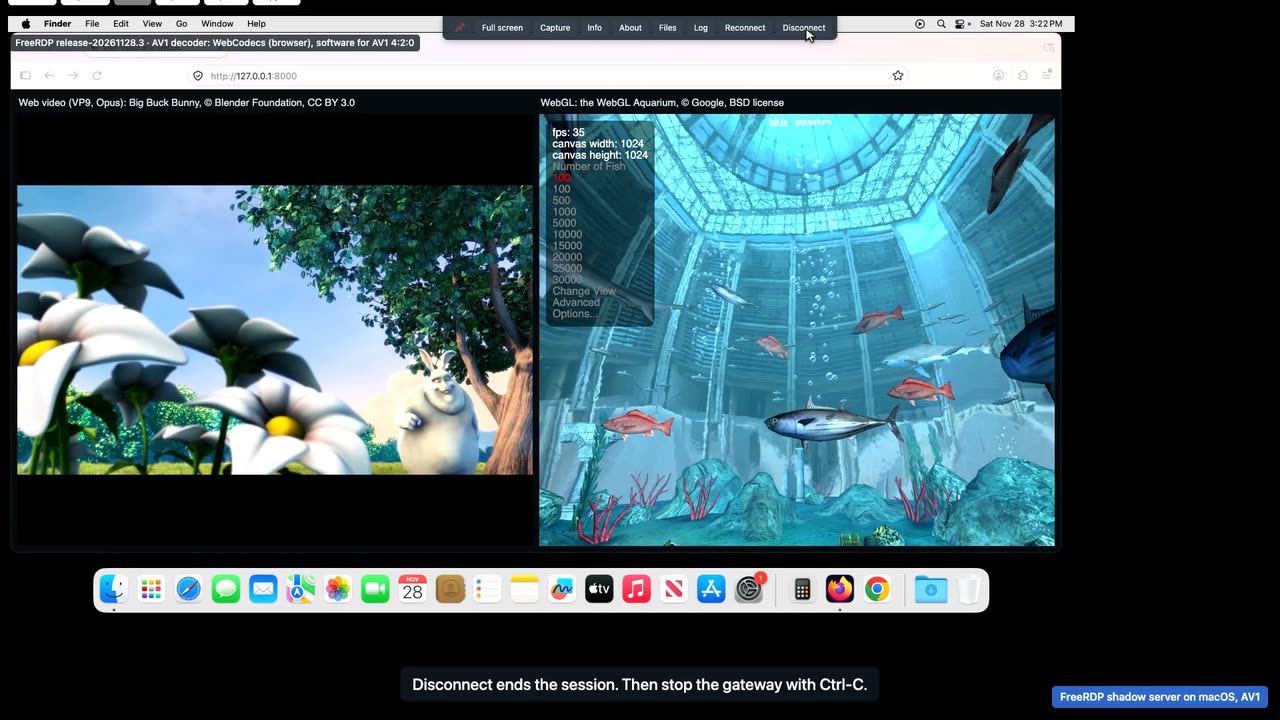 Finder File Edit View Go Window Help
Full screen Capture Info About Files Log Reconnect Disconnect
Sat Nov 28 3:22 PM
FreeRDP release-20261128.3 · AV1 decoder: WebCodecs (browser), software for AV1 4:2:0
http://127.0.0.1:8000
Web video (VP9, Opus): Big Buck Bunny, © Blender Foundation, CC BY 3.0
WebGL: the WebGL Aquarium, © Google, BSD license
aquarium
fps: 35
canvas width: 1024
canvas height: 1024
Number of Fish
100
500
1000
5000
10000
15000
20000
25000
30000
Change View
Advanced
Options...
NOV
28
tv
1
Disconnect ends the session. Then stop the gateway with Ctrl-C.
FreeRDP shadow server on macOS, AV1